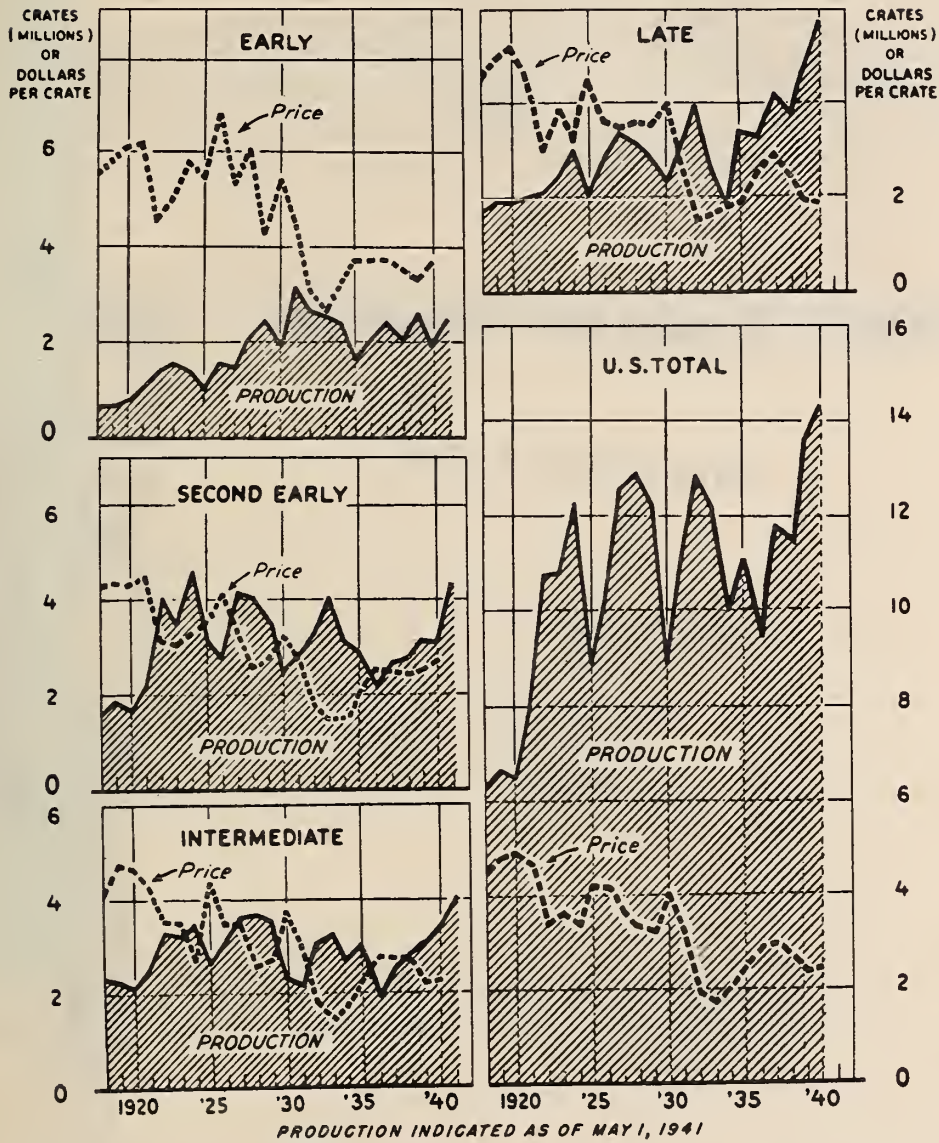 CRATES
(MILLIONS)
OR
DOLLARS
PER CRATE
EARLY
Price
PRODUCTION
6
4
2
0
LATE
Price
PRODUCTION
CRATES
(MILLIONS)
OR
DOLLARS
PER CRATE
2
0
SECOND EARLY
Price
PRODUCTION
6
4
2
0
INTERMEDIATE
Price
PRODUCTION
6
4
2
0
1920 '25 '30 '35 '40
U.S. TOTAL
PRODUCTION
Price
16
14
12
10
8
6
4
2
0
1920 '25 '30 '35 '40
PRODUCTION INDICATED AS OF MAY 1, 1941